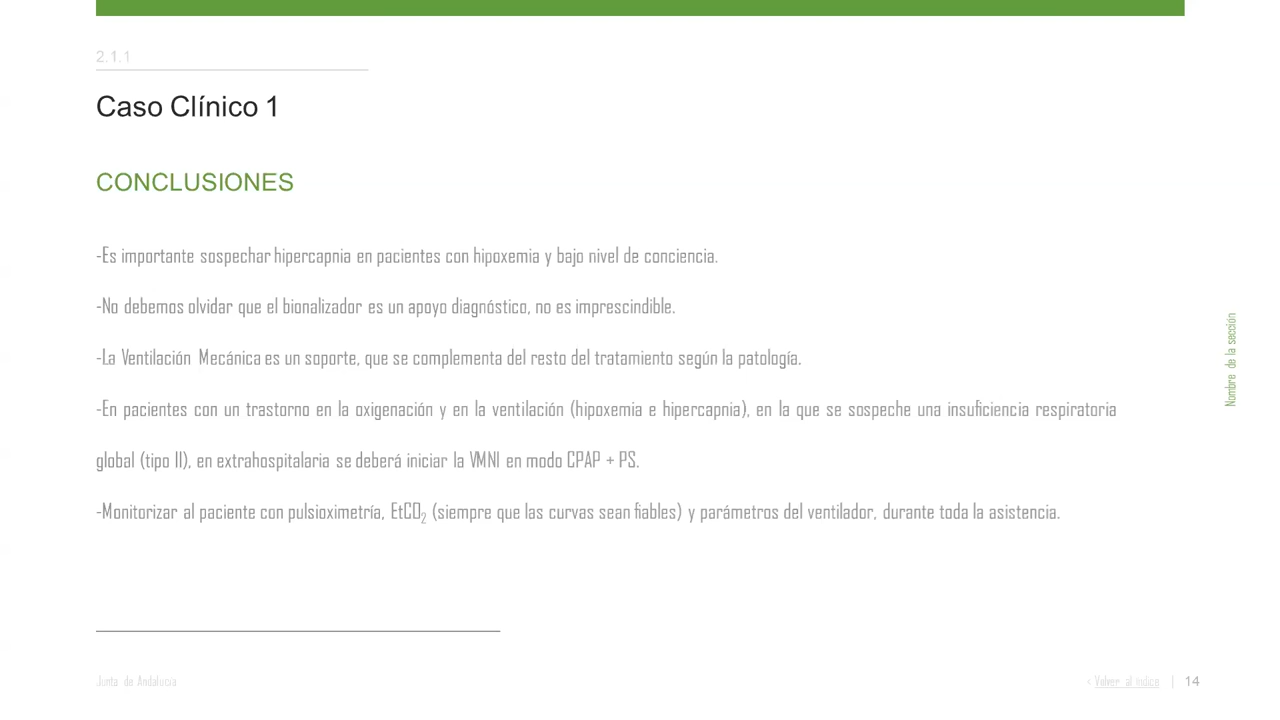 2.1.1
Caso Clínico 1
CONCLUSIONES
-Es importante sospechar hipercapnia en pacientes con hipoxemia y bajo nivel de conciencia.
-No debemos olvidar que el bionalizador es un apoyo diagnóstico, no es imprescindible.
-La Ventilación Mecánica es un soporte, que se complementa del resto del tratamiento según la patología.
-En pacientes con un trastorno en la oxigenación y en la ventilación (hipoxemia e hipercapnia), en la que se sospeche una insuficiencia respiratoria
global (tipo II), en extrahospitalaria se deberá iniciar la VMNI en modo CPAP + PS.
-Monitorizar al paciente con pulsioximetría, EtCO₂ (siempre que las curvas sean fiables) y parámetros del ventilador, durante toda la asistencia.
Nombre de la sección
Junta de Andalucía
< Volver al índice | 14